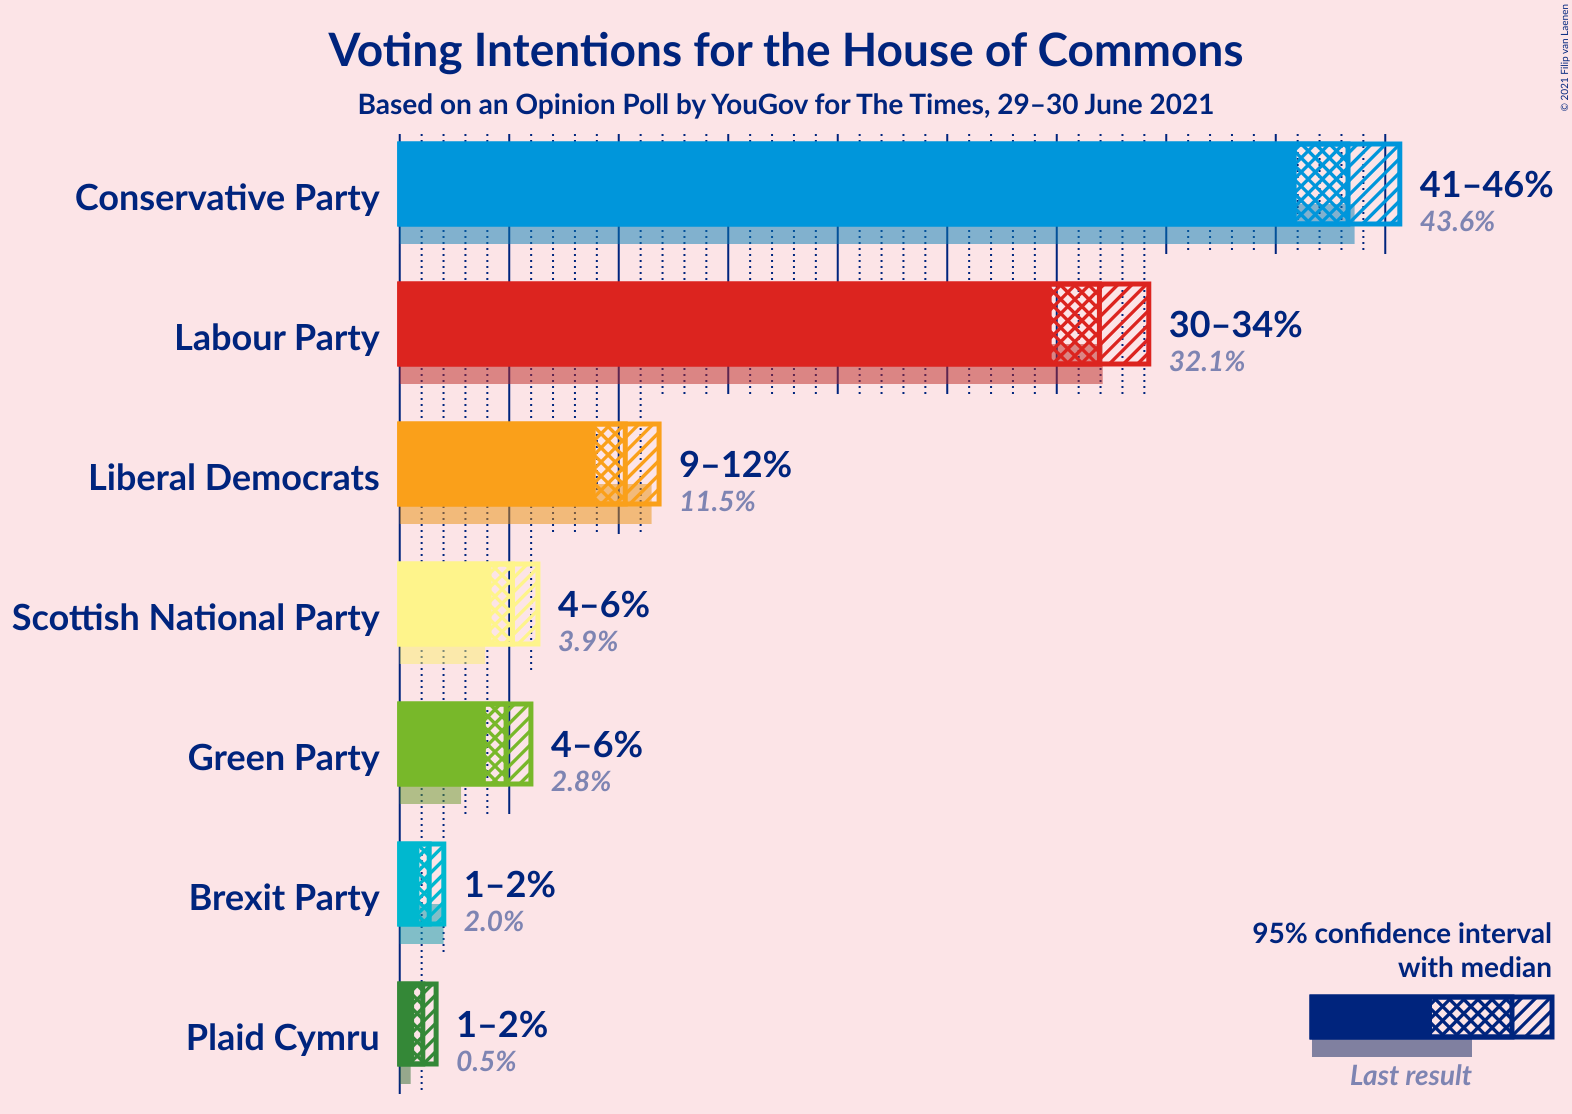 Voting Intentions for the House of Commons
Based on an Opinion Poll by YouGov for The Times, 29–30 June 2021
© 2021 Filip van Laenen
Conservative Party
41–46%
43.6%
Labour Party
30–34%
32.1%
Liberal Democrats
9–12%
11.5%
Scottish National Party
4–6%
3.9%
Green Party
4–6%
2.8%
Brexit Party
1–2%
2.0%
Plaid Cymru
1–2%
0.5%
95% confidence interval
with median
Last result